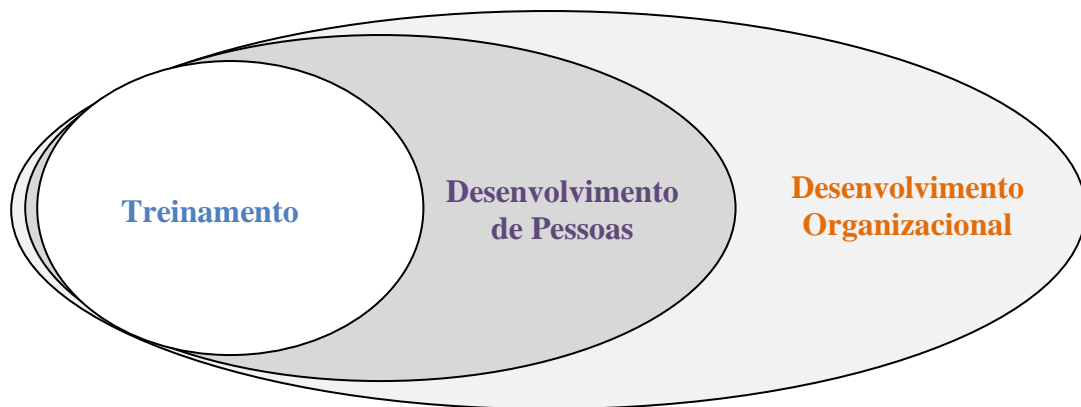 Treinamento
Desenvolvimento
de Pessoas
Desenvolvimento
Organizacional